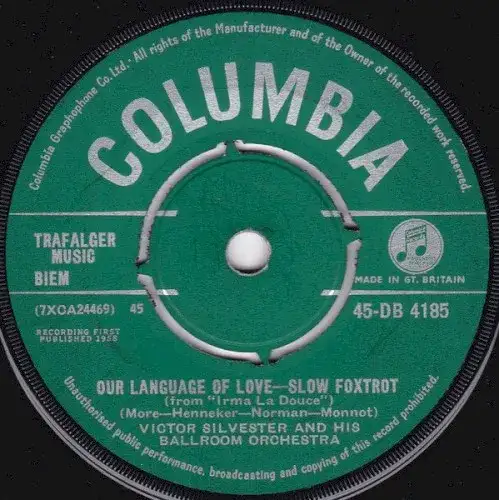 Columbia Graphophone Co. Ltd. · All rights of the Manufacturer and of the Owner of the recorded work reserved.
COLUMBIA
TRAFALGER
MUSIC
BIEM
MADE IN GT. BRITAIN
(7XCA24469) 45
45-DB 4185
RECORDING FIRST
PUBLISHED 1958
OUR LANGUAGE OF LOVE—SLOW FOXTROT
(from "Irma La Douce")
(More—Henneker—Norman—Monnot)
VICTOR SILVESTER AND HIS
BALLROOM ORCHESTRA
Unauthorised public performance, broadcasting and copying of this record prohibited.